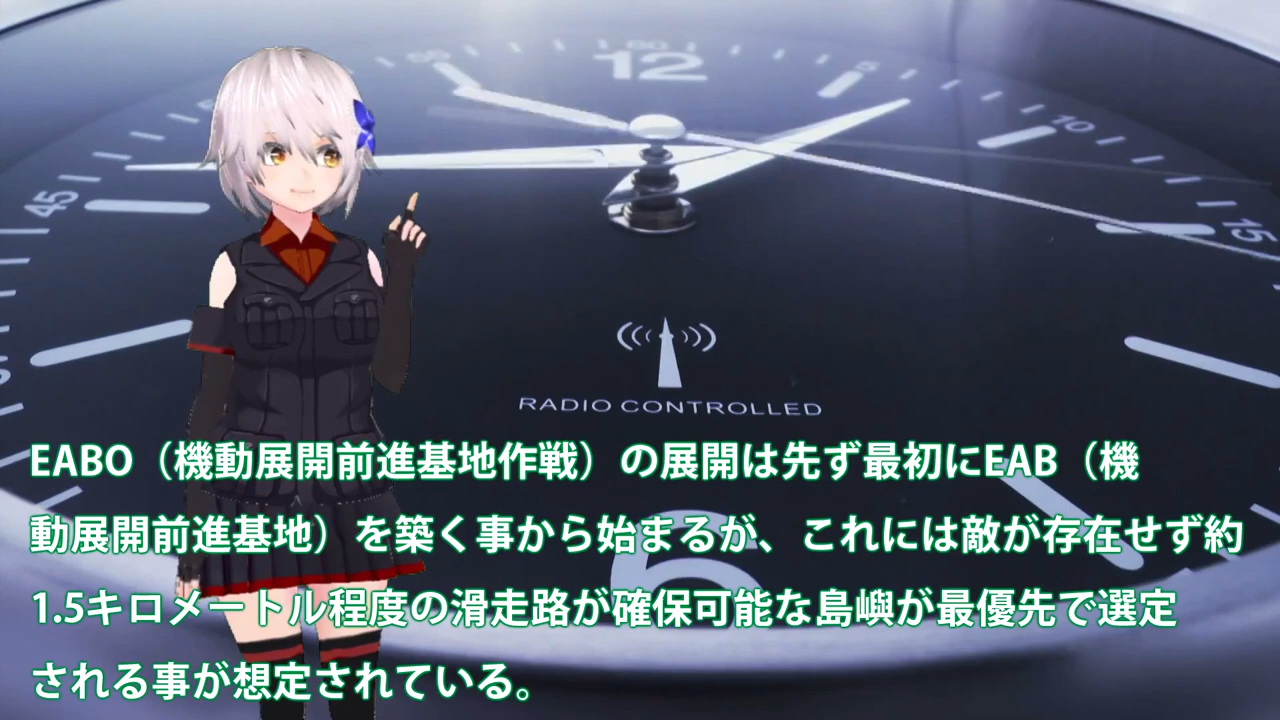 60
55
12
5
10
45
15
RADIO CONTROLLED
EABO（機動展開前進基地作戦）の展開は先ず最初にEAB（機
動展開前進基地）を築く事から始まるが、これには敵が存在せず約
1.5キロメートル程度の滑走路が確保可能な島嶼が最優先で選定
される事が想定されている。
6